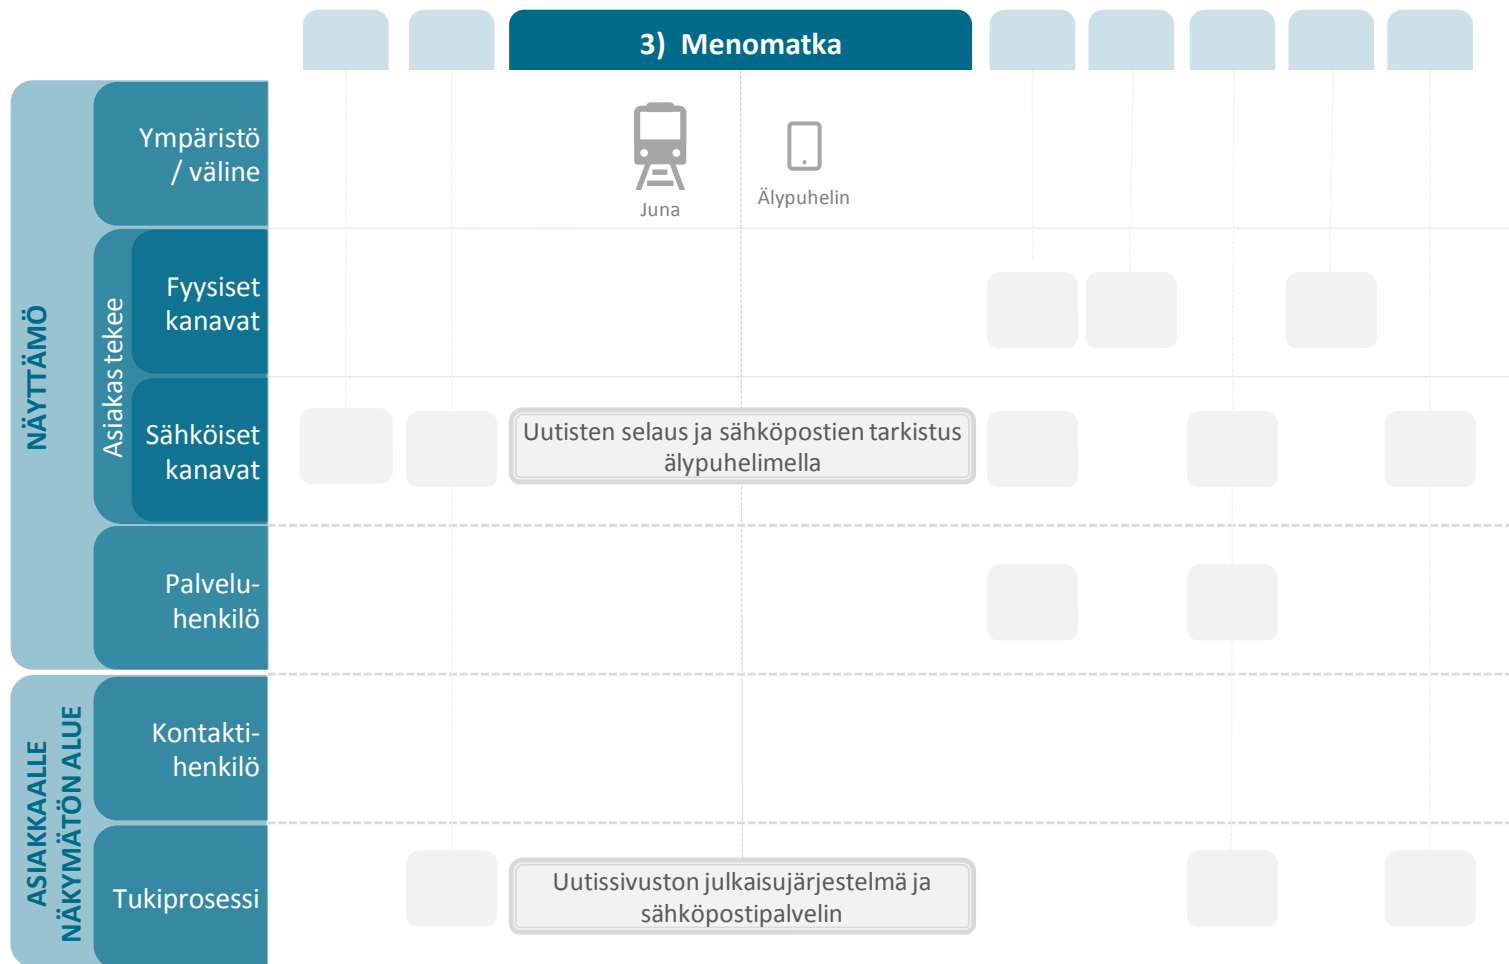 3) Menomatka
NÄYTTÄMÖ
Ympäristö
/ väline
Juna
Älypuhelin
Asiakas tekee
Fyysiset
kanavat
Sähköiset
kanavat
Uutisten selaus ja sähköpostien tarkistus
älypuhelimella
Palvelu-
henkilö
ASIAKKAALLE
NÄKYMÄTÖN ALUE
Kontakti-
henkilö
Tukiprosessi
Uutissivuston julkaisujärjestelmä ja
sähköpostipalvelin